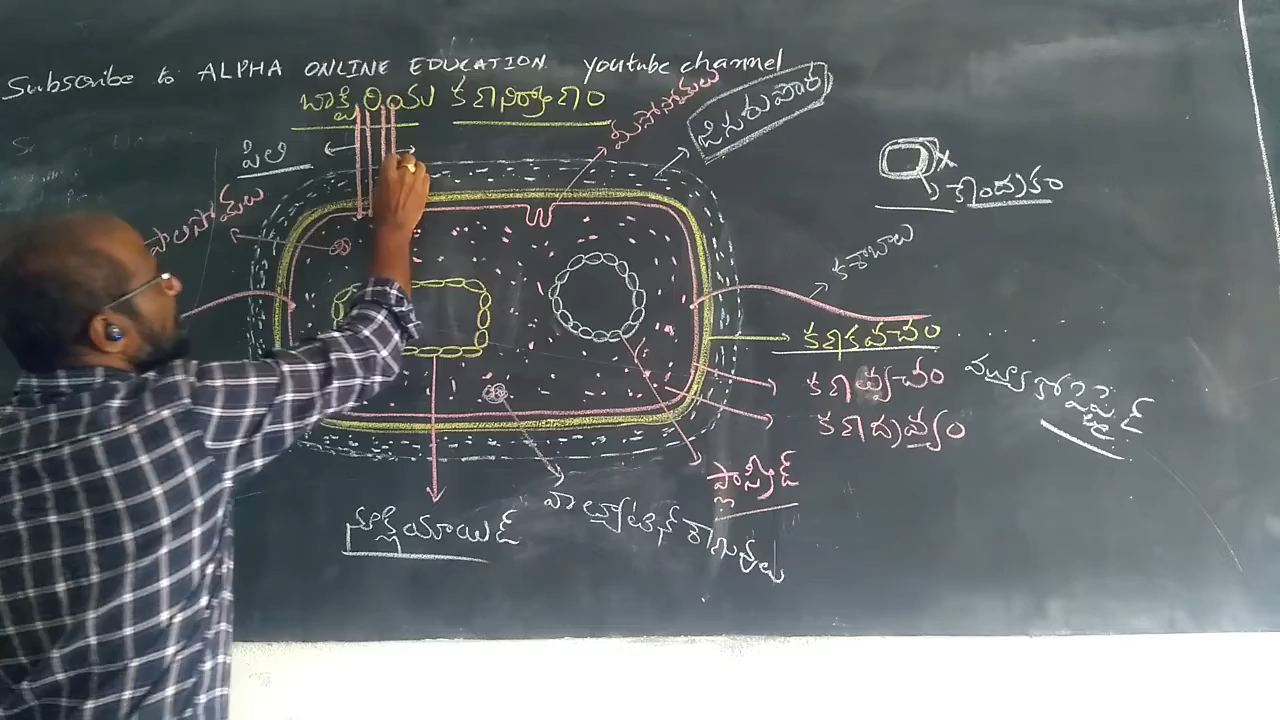 Subscribe to ALPHA ONLINE EDUCATION youtube channel
బాక్టీరియా కణనిర్మాణం
పిలి
మీసోసోములు
జిగురుపొర
కేంద్రకం
కశాబాలు
కణకవచం
కణత్వచం
కణద్రవ్యం
ప్లాస్మిడ్
న్యూక్లియాయిడ్